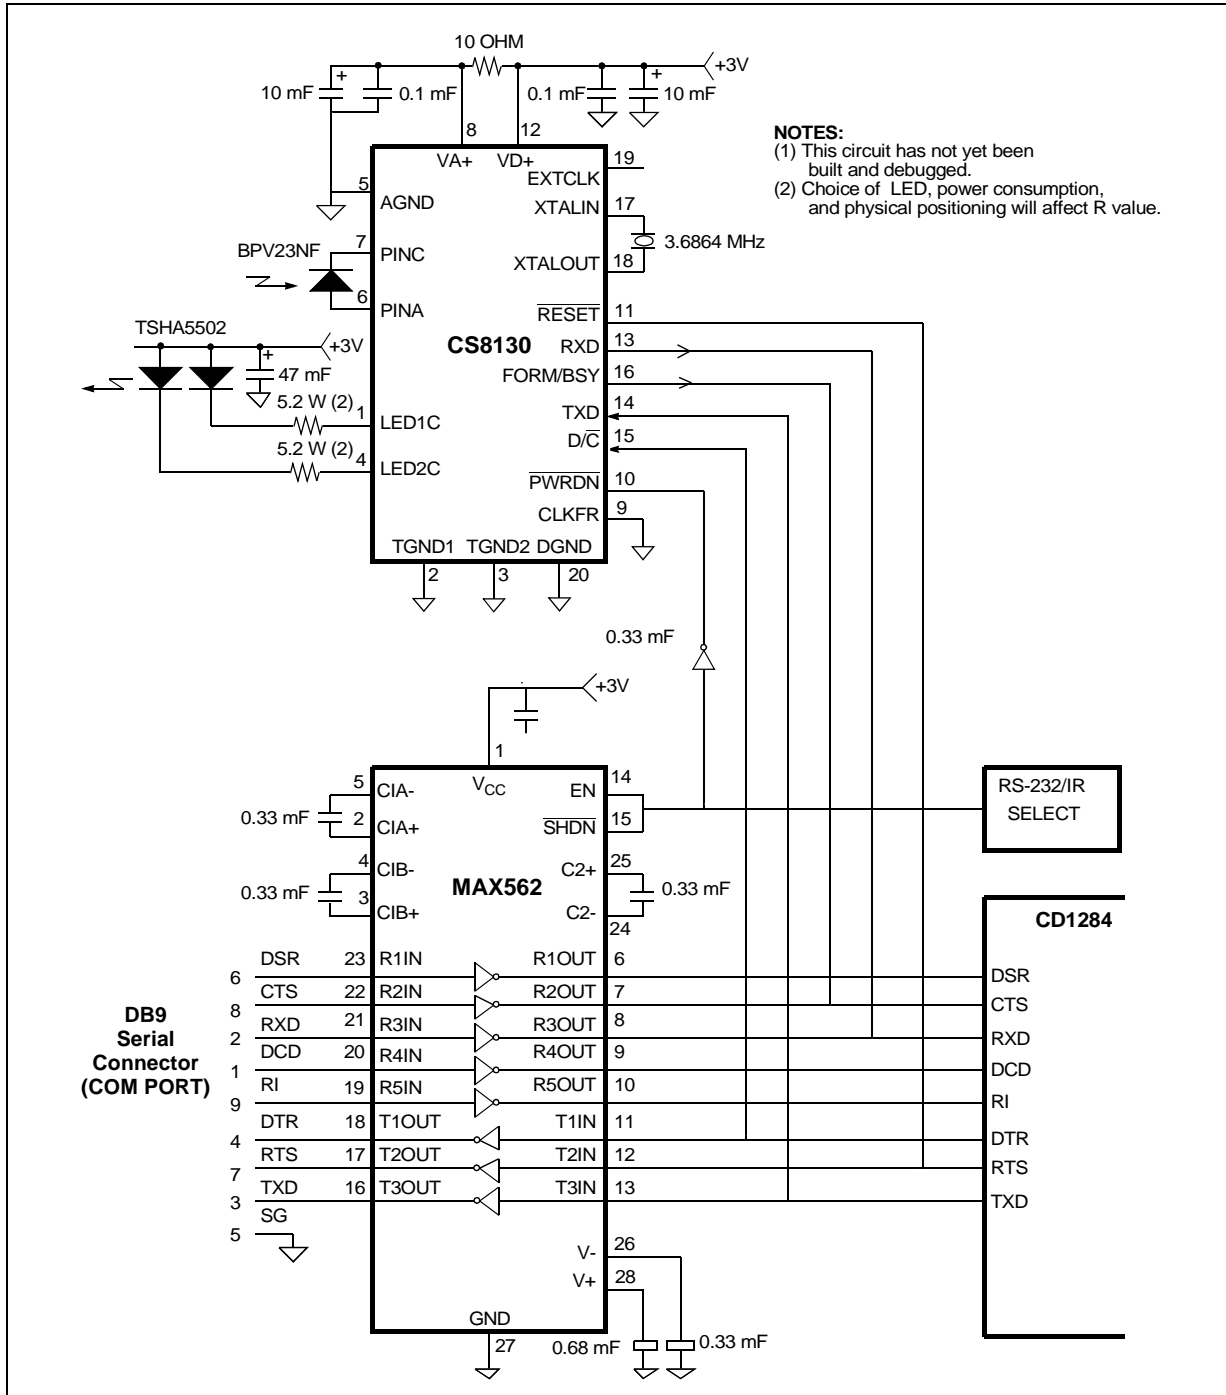 10 OHM
+3V
10 mF
+
0.1 mF
0.1 mF
+
10 mF
8
12
NOTES:
(1) This circuit has not yet been
built and debugged.
(2) Choice of LED, power consumption,
and physical positioning will affect R value.
VA+
VD+
19
EXTCLK
5
AGND
XTALIN
17
3.6864 MHz
BPV23NF
7
PINC
XTALOUT
18
6
PINA
RESET
11
TSHA5502
CS8130
RXD
13
+3V
+
47 mF
FORM/BSY
16
5.2 W (2)
1
LED1C
TXD
14
D/C
15
5.2 W (2)
4
LED2C
PWRDN
10
CLKFR
9
TGND1
TGND2
DGND
2
3
20
0.33 mF
+3V
1
5
CIA-
VCC
EN
14
RS-232/IR
SELECT
0.33 mF
2
CIA+
SHDN
15
4
CIB-
C2+
25
0.33 mF
3
CIB+
MAX562
C2-
24
0.33 mF
CD1284
DSR
23
R1IN
R1OUT
6
DSR
6
CTS
22
R2IN
R2OUT
7
CTS
8
DB9
Serial
Connector
(COM PORT)
RXD
21
R3IN
R3OUT
8
RXD
2
DCD
20
R4IN
R4OUT
9
DCD
1
RI
19
R5IN
R5OUT
10
RI
9
DTR
18
T1OUT
T1IN
11
DTR
4
RTS
17
T2OUT
T2IN
12
RTS
7
TXD
16
T3OUT
T3IN
13
TXD
3
SG
5
V-
26
V+
28
GND
27
0.68 mF
0.33 mF